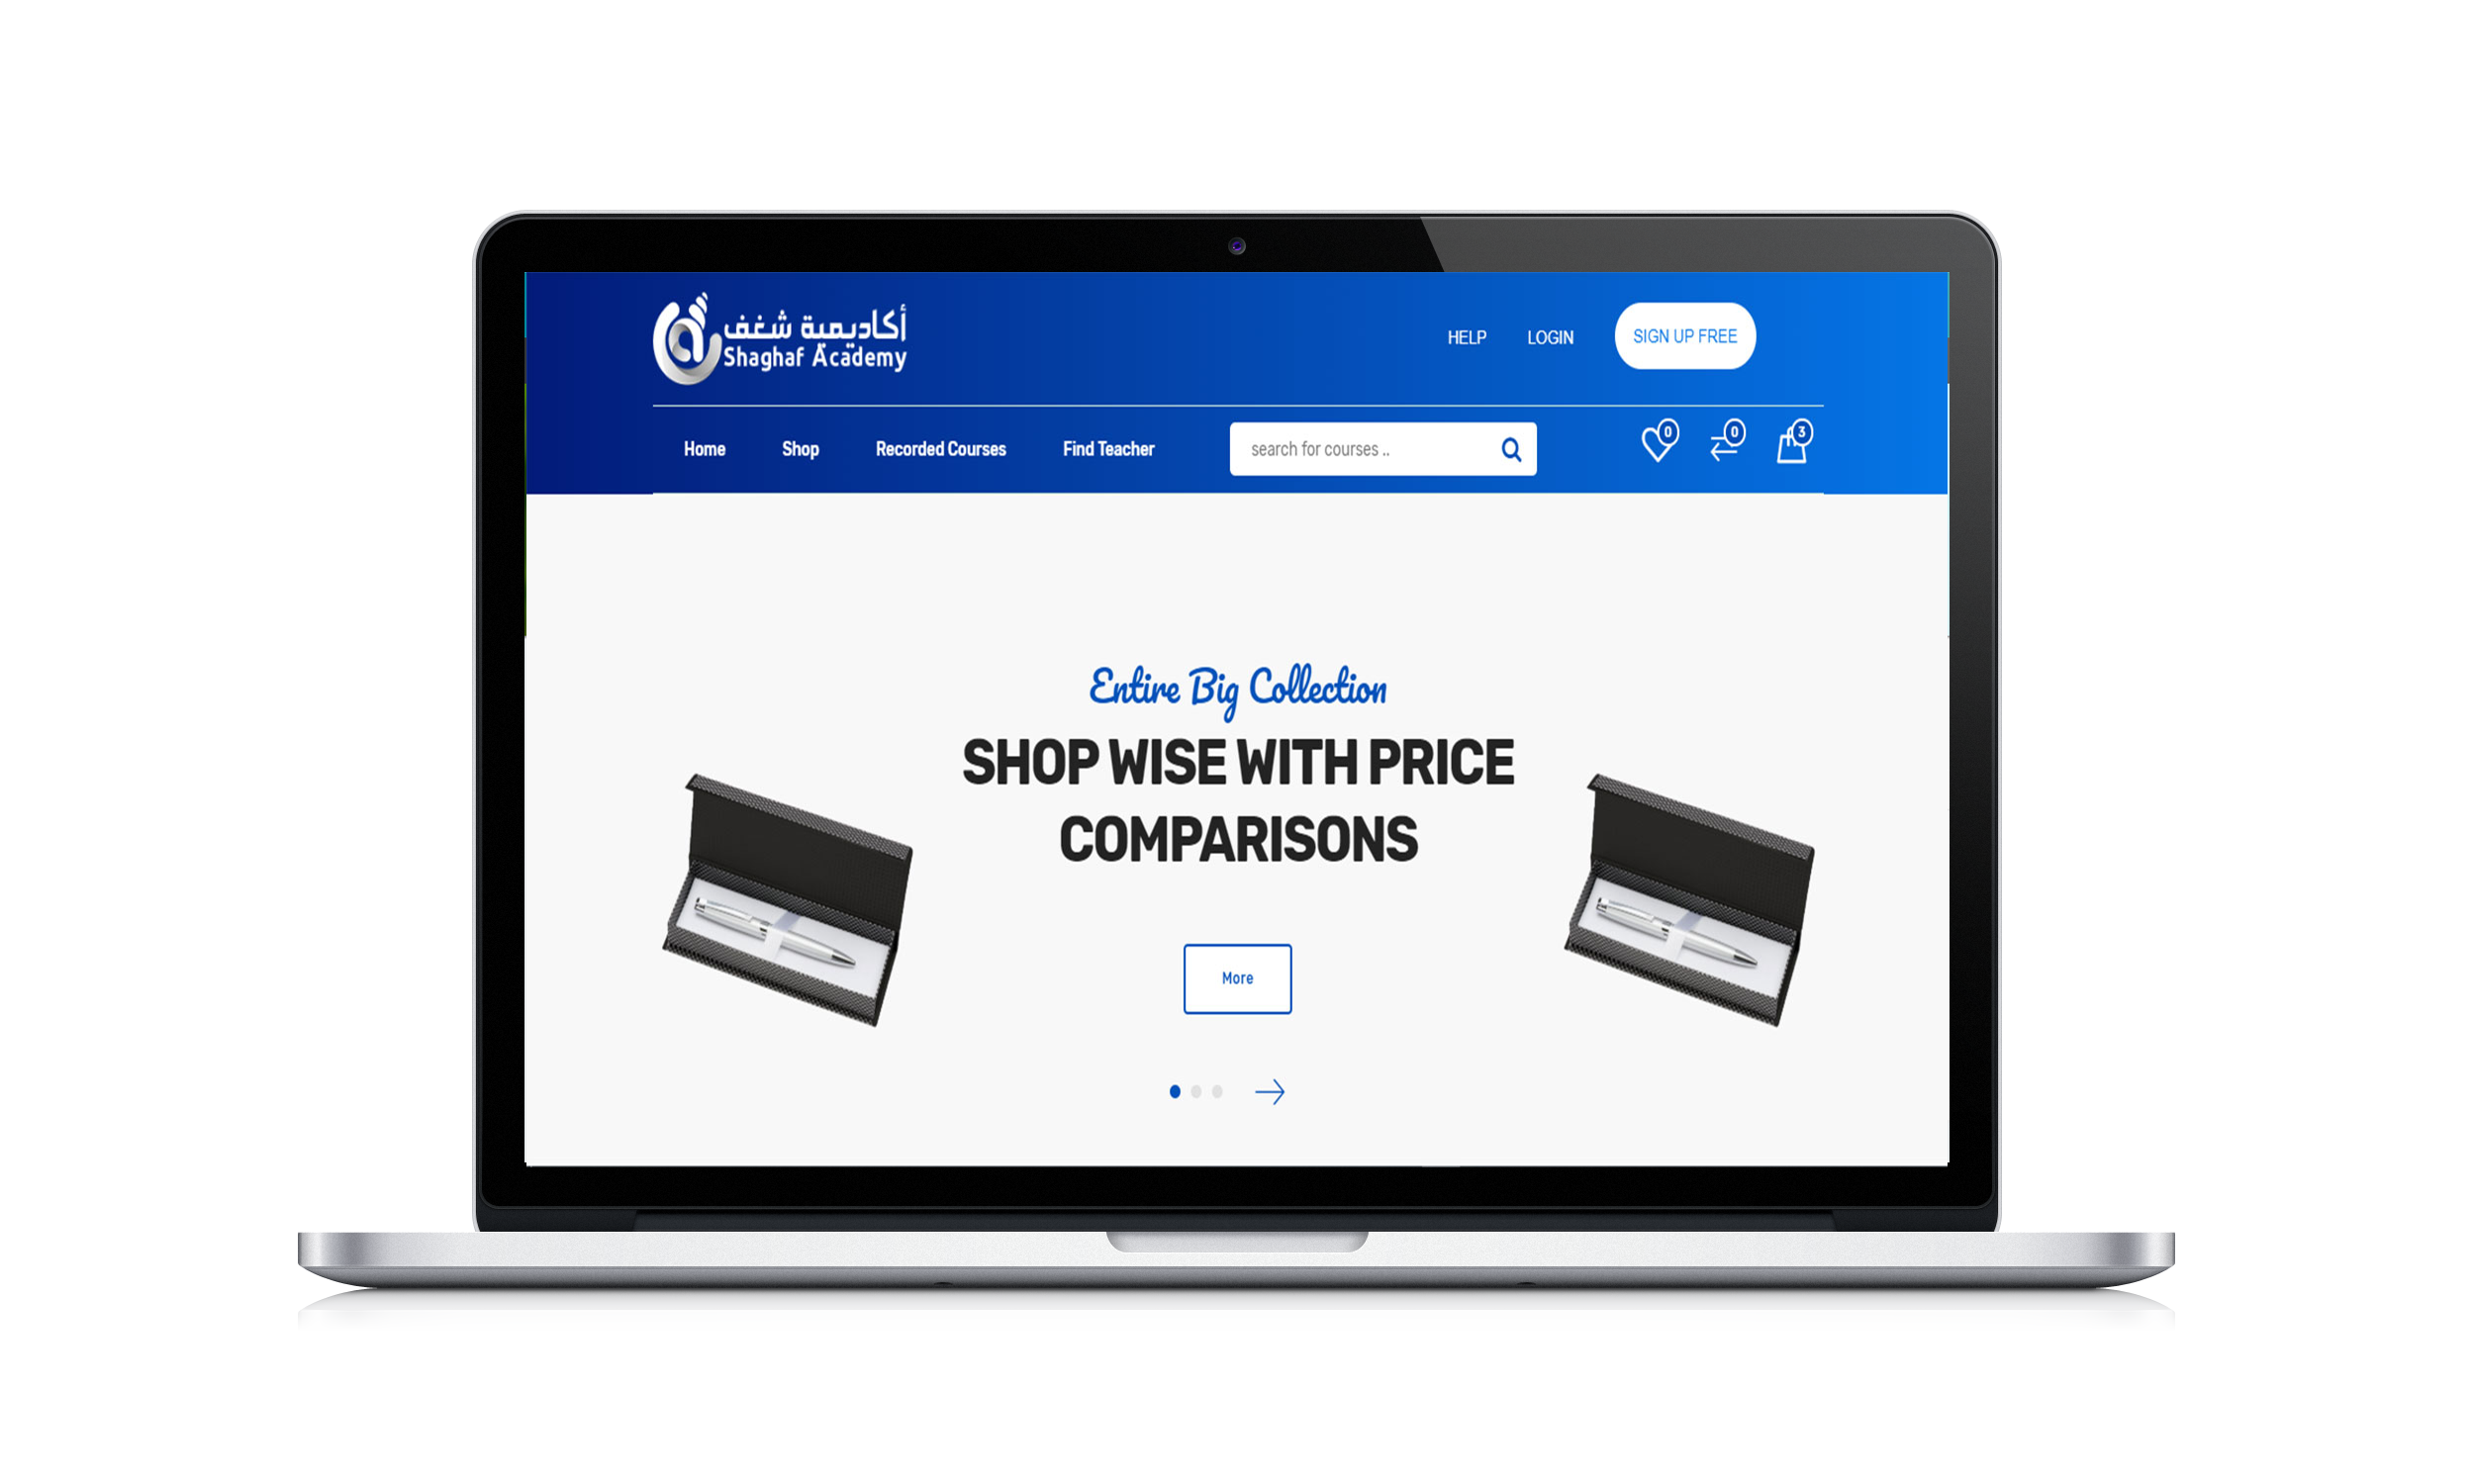 أكاديمية شغف
Shaghaf Academy
HELP LOGIN SIGN UP FREE
Home Shop Recorded Courses Find Teacher search for courses .. 0 0 3
Entire Big Collection
SHOP WISE WITH PRICE
COMPARISONS
More